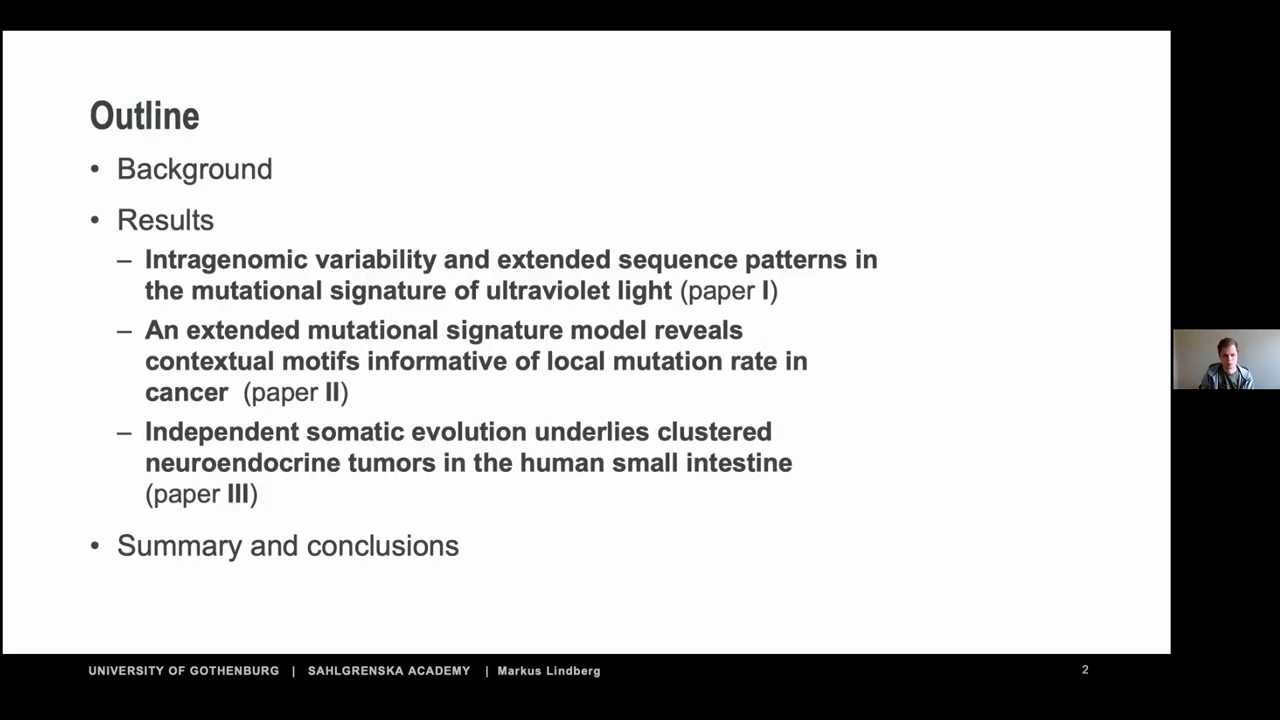 Outline
• Background
• Results
– Intragenomic variability and extended sequence patterns in
the mutational signature of ultraviolet light (paper I)
– An extended mutational signature model reveals
contextual motifs informative of local mutation rate in
cancer (paper II)
– Independent somatic evolution underlies clustered
neuroendocrine tumors in the human small intestine
(paper III)
• Summary and conclusions
UNIVERSITY OF GOTHENBURG | SAHLGRENSKA ACADEMY | Markus Lindberg 2